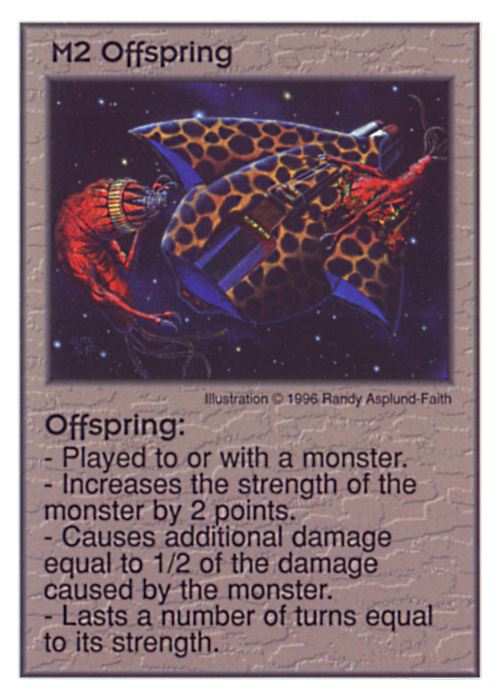 M2 Offspring
Illustration © 1996 Randy Asplund-Faith
Offspring:
- Played to or with a monster.
- Increases the strength of the
monster by 2 points.
- Causes additional damage
equal to 1/2 of the damage
caused by the monster.
- Lasts a number of turns equal
to its strength.